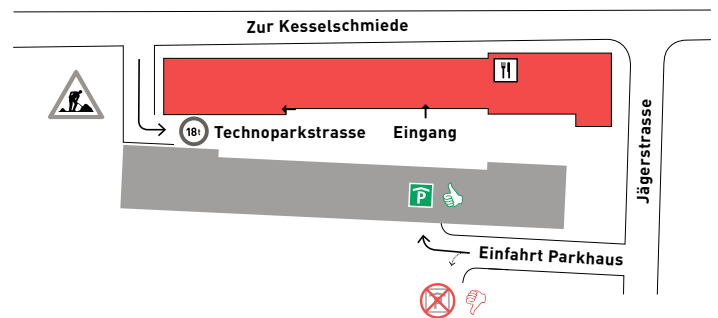 Zur Kesselschmiede
18t
Technoparkstrasse
Eingang
Jägerstrasse
P
Einfahrt Parkhaus
P